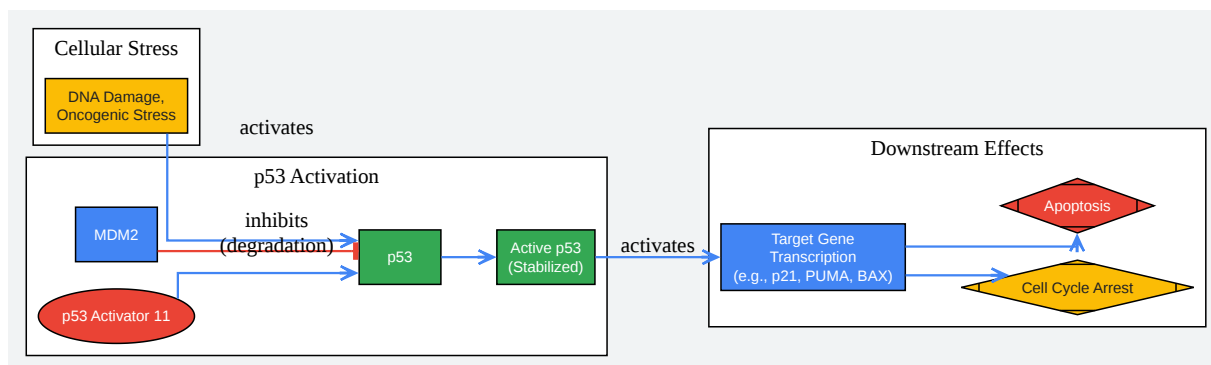 Cellular Stress
DNA Damage,
Oncogenic Stress
activates
p53 Activation
MDM2
inhibits
(degradation)
p53
Active p53
(Stabilized)
p53 Activator 11
activates
Downstream Effects
Apoptosis
Target Gene
Transcription
(e.g., p21, PUMA, BAX)
Cell Cycle Arrest